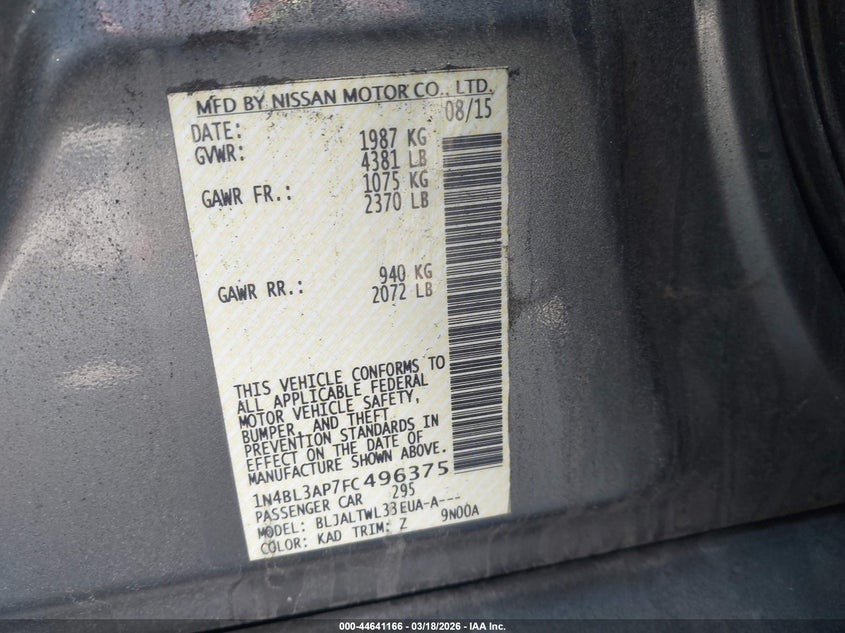 MFD BY NISSAN MOTOR CO., LTD.
DATE: 08/15
GVWR: 1987 KG
4381 LB
GAWR FR.: 1075 KG
2370 LB
GAWR RR.: 940 KG
2072 LB
THIS VEHICLE CONFORMS TO
ALL APPLICABLE FEDERAL
MOTOR VEHICLE SAFETY,
BUMPER, AND THEFT
PREVENTION STANDARDS IN
EFFECT ON THE DATE OF
MANUFACTURE SHOWN ABOVE.
1N4BL3AP7FC496375
PASSENGER CAR 295
MODEL: BLJALTWL33EUA-A---
COLOR: KAD TRIM: Z 9N00A
000-44641166 | 03/18/2026 | IAA Inc.